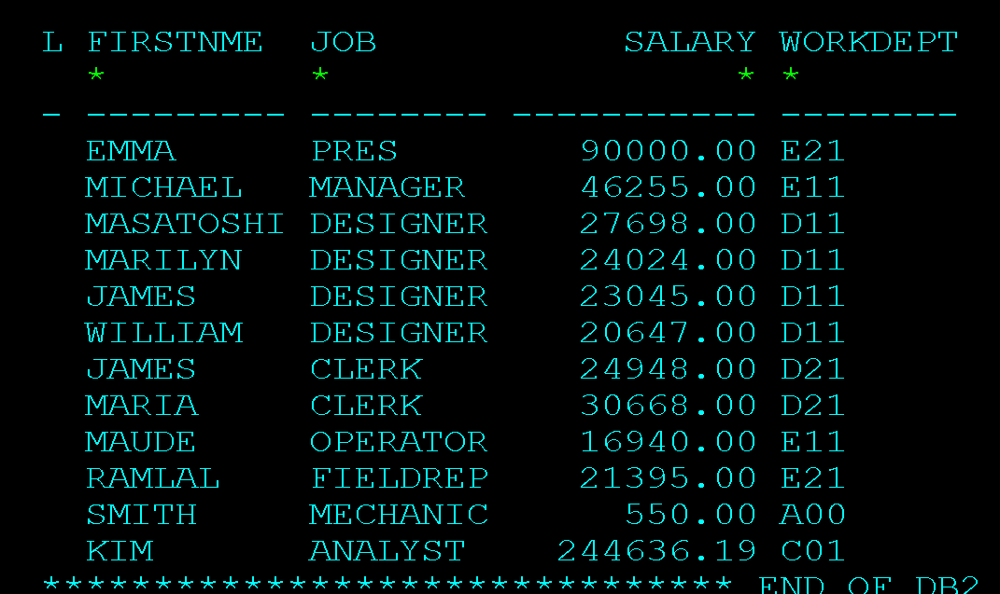 L FIRSTNME JOB SALARY WORKDEPT
* * * *
- --------- -------- ----------- --------
EMMA PRES 90000.00 E21
MICHAEL MANAGER 46255.00 E11
MASATOSHI DESIGNER 27698.00 D11
MARILYN DESIGNER 24024.00 D11
JAMES DESIGNER 23045.00 D11
WILLIAM DESIGNER 20647.00 D11
JAMES CLERK 24948.00 D21
MARIA CLERK 30668.00 D21
MAUDE OPERATOR 16940.00 E11
RAMLAL FIELDREP 21395.00 E21
SMITH MECHANIC 550.00 A00
KIM ANALYST 244636.19 C01
******************************* END OF DB2